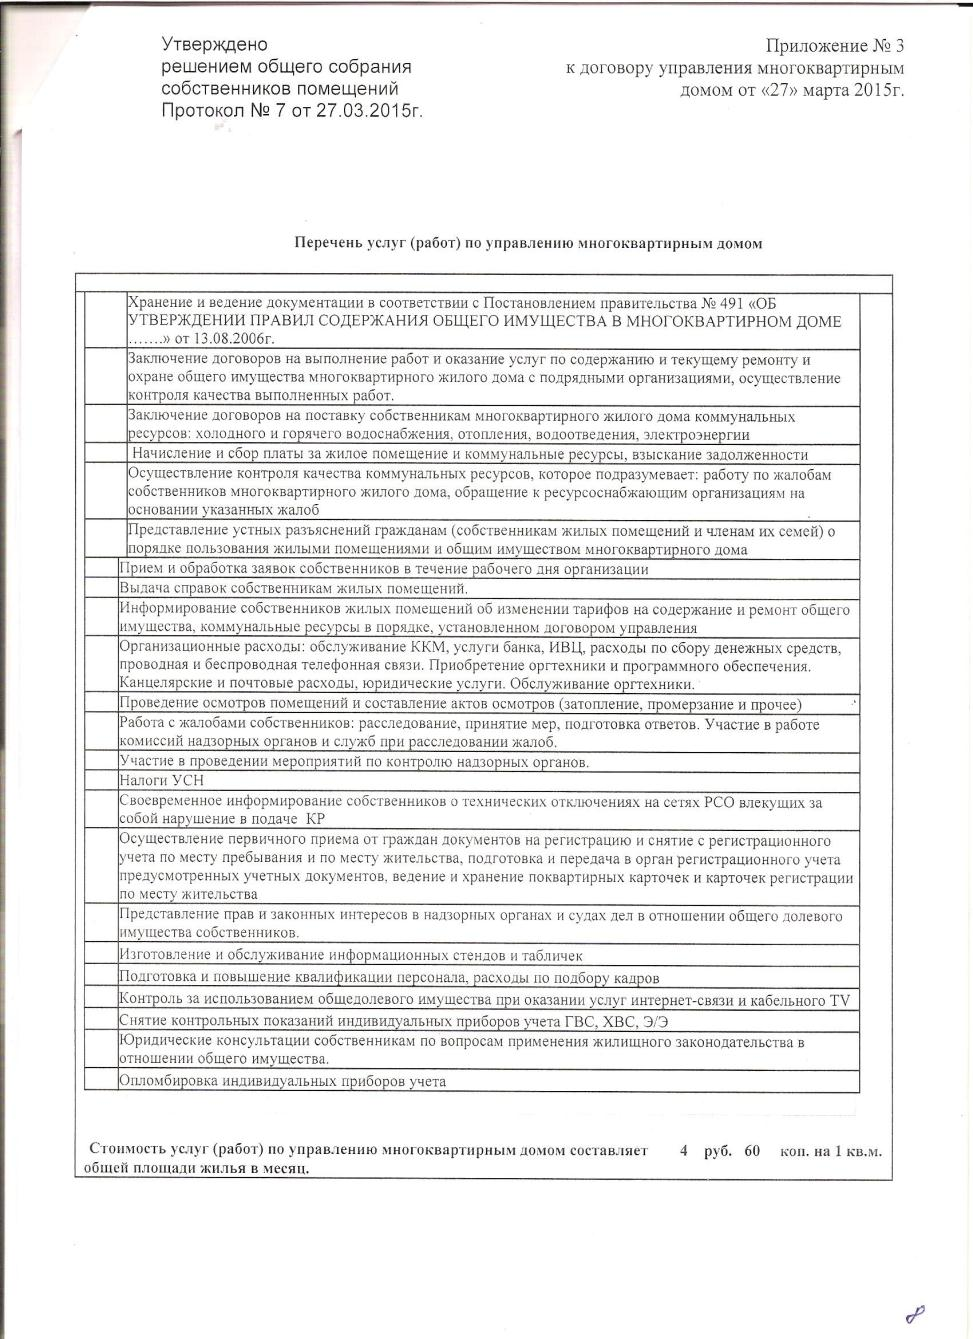 Утверждено
решением общего собрания
собственников помещений
Протокол № 7 от 27.03.2015г.
Приложение № 3
к договору управления многоквартирным
домом от «27» марта 2015г.
Перечень услуг (работ) по управлению многоквартирным домом
Хранение и ведение документации в соответствии с Постановлением правительства № 491 «ОБ
УТВЕРЖДЕНИИ ПРАВИЛ СОДЕРЖАНИЯ ОБЩЕГО ИМУЩЕСТВА В МНОГОКВАРТИРНОМ ДОМЕ
…….» от 13.08.2006г.
Заключение договоров на выполнение работ и оказание услуг по содержанию и текущему ремонту и
охране общего имущества многоквартирного жилого дома с подрядными организациями, осуществление
контроля качества выполненных работ.
Заключение договоров на поставку собственникам многоквартирного жилого дома коммунальных
ресурсов: холодного и горячего водоснабжения, отопления, водоотведения, электроэнергии
Начисление и сбор платы за жилое помещение и коммунальные ресурсы, взыскание задолженности
Осуществление контроля качества коммунальных ресурсов, которое подразумевает: работу по жалобам
собственников многоквартирного жилого дома, обращение к ресурсоснабжающим организациям на
основании указанных жалоб
Представление устных разъяснений гражданам (собственникам жилых помещений и членам их семей) о
порядке пользования жилыми помещениями и общим имуществом многоквартирного дома
Прием и обработка заявок собственников в течение рабочего дня организации
Выдача справок собственникам жилых помещений.
Информирование собственников жилых помещений об изменении тарифов на содержание и ремонт общего
имущества, коммунальные ресурсы в порядке, установленном договором управления
Организационные расходы: обслуживание ККМ, услуги банка, ИВЦ, расходы по сбору денежных средств,
проводная и беспроводная телефонная связи. Приобретение оргтехники и программного обеспечения.
Канцелярские и почтовые расходы, юридические услуги. Обслуживание оргтехники.
Проведение осмотров помещений и составление актов осмотров (затопление, промерзание и прочее)
Работа с жалобами собственников: расследование, принятие мер, подготовка ответов. Участие в работе
комиссий надзорных органов и служб при расследовании жалоб.
Участие в проведении мероприятий по контролю надзорных органов.
Налоги УСН
Своевременное информирование собственников о технических отключениях на сетях РСО влекущих за
собой нарушение в подаче КР
Осуществление первичного приема от граждан документов на регистрацию и снятие с регистрационного
учета по месту пребывания и по месту жительства, подготовка и передача в орган регистрационного учета
предусмотренных учетных документов, ведение и хранение поквартирных карточек и карточек регистрации
по месту жительства
Представление прав и законных интересов в надзорных органах и судах дел в отношении общего долевого
имущества собственников.
Изготовление и обслуживание информационных стендов и табличек
Подготовка и повышение квалификации персонала, расходы по подбору кадров
Контроль за использованием общедолевого имущества при оказании услуг интернет-связи и кабельного TV
Снятие контрольных показаний индивидуальных приборов учета ГВС, ХВС, Э/Э
Юридические консультации собственникам по вопросам применения жилищного законодательства в
отношении общего имущества.
Опломбировка индивидуальных приборов учета
Стоимость услуг (работ) по управлению многоквартирным домом составляет 4 руб. 60 коп. на 1 кв.м.
общей площади жилья в месяц.